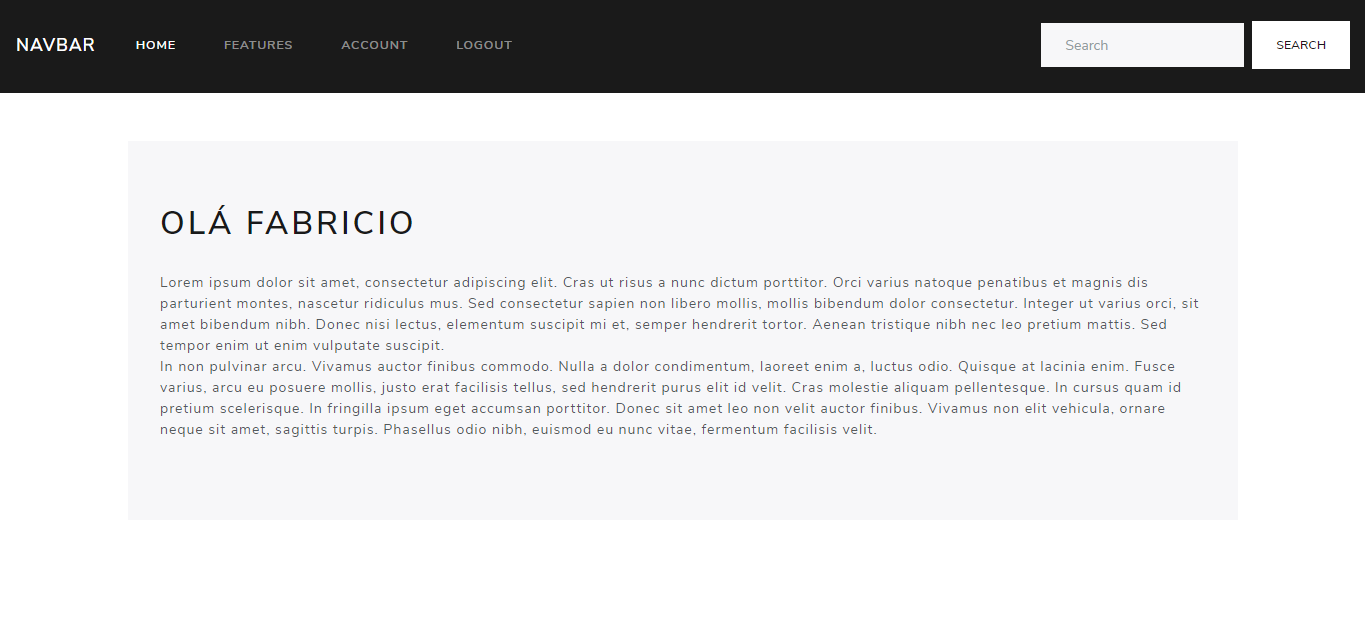 NAVBAR HOME FEATURES ACCOUNT LOGOUT Search SEARCH
OLÁ FABRICIO
Lorem ipsum dolor sit amet, consectetur adipiscing elit. Cras ut risus a nunc dictum porttitor. Orci varius natoque penatibus et magnis dis
parturient montes, nascetur ridiculus mus. Sed consectetur sapien non libero mollis, mollis bibendum dolor consectetur. Integer ut varius orci, sit
amet bibendum nibh. Donec nisi lectus, elementum suscipit mi et, semper hendrerit tortor. Aenean tristique nibh nec leo pretium mattis. Sed
tempor enim ut enim vulputate suscipit.
In non pulvinar arcu. Vivamus auctor finibus commodo. Nulla a dolor condimentum, laoreet enim a, luctus odio. Quisque at lacinia enim. Fusce
varius, arcu eu posuere mollis, justo erat facilisis tellus, sed hendrerit purus elit id velit. Cras molestie aliquam pellentesque. In cursus quam id
pretium scelerisque. In fringilla ipsum eget accumsan porttitor. Donec sit amet leo non velit auctor finibus. Vivamus non elit vehicula, ornare
neque sit amet, sagittis turpis. Phasellus odio nibh, euismod eu nunc vitae, fermentum facilisis velit.